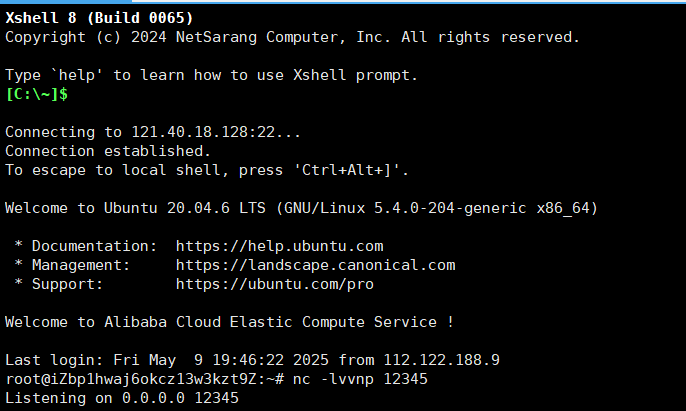 Xshell 8 (Build 0065)
Copyright (c) 2024 NetSarang Computer, Inc. All rights reserved.
Type `help' to learn how to use Xshell prompt.
[C:\~]$
Connecting to 121.40.18.128:22...
Connection established.
To escape to local shell, press 'Ctrl+Alt+]'.
Welcome to Ubuntu 20.04.6 LTS (GNU/Linux 5.4.0-204-generic x86_64)
* Documentation:  https://help.ubuntu.com
* Management:     https://landscape.canonical.com
* Support:        https://ubuntu.com/pro
Welcome to Alibaba Cloud Elastic Compute Service !
Last login: Fri May  9 19:46:22 2025 from 112.122.188.9
root@iZbp1hwaj6okcz13w3kzt9Z:~# nc -lvvnp 12345
Listening on 0.0.0.0 12345